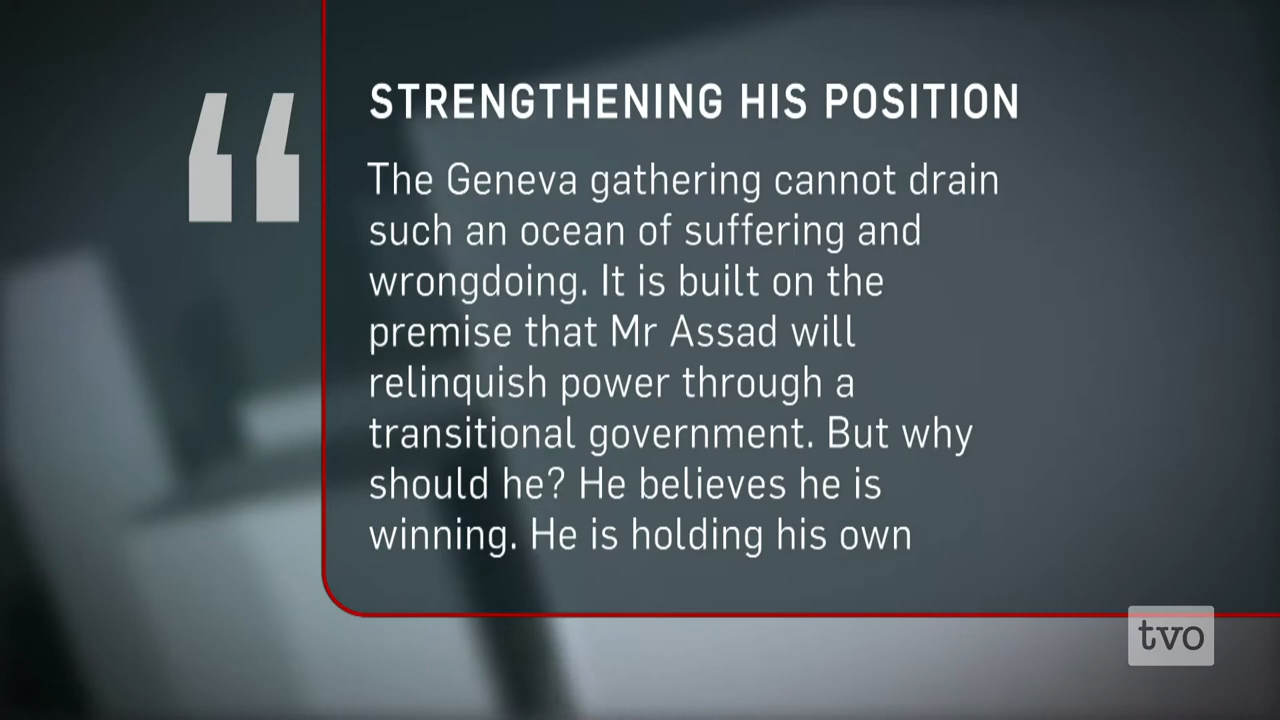 “
STRENGTHENING HIS POSITION
The Geneva gathering cannot drain
such an ocean of suffering and
wrongdoing. It is built on the
premise that Mr Assad will
relinquish power through a
transitional government. But why
should he? He believes he is
winning. He is holding his own
tvo